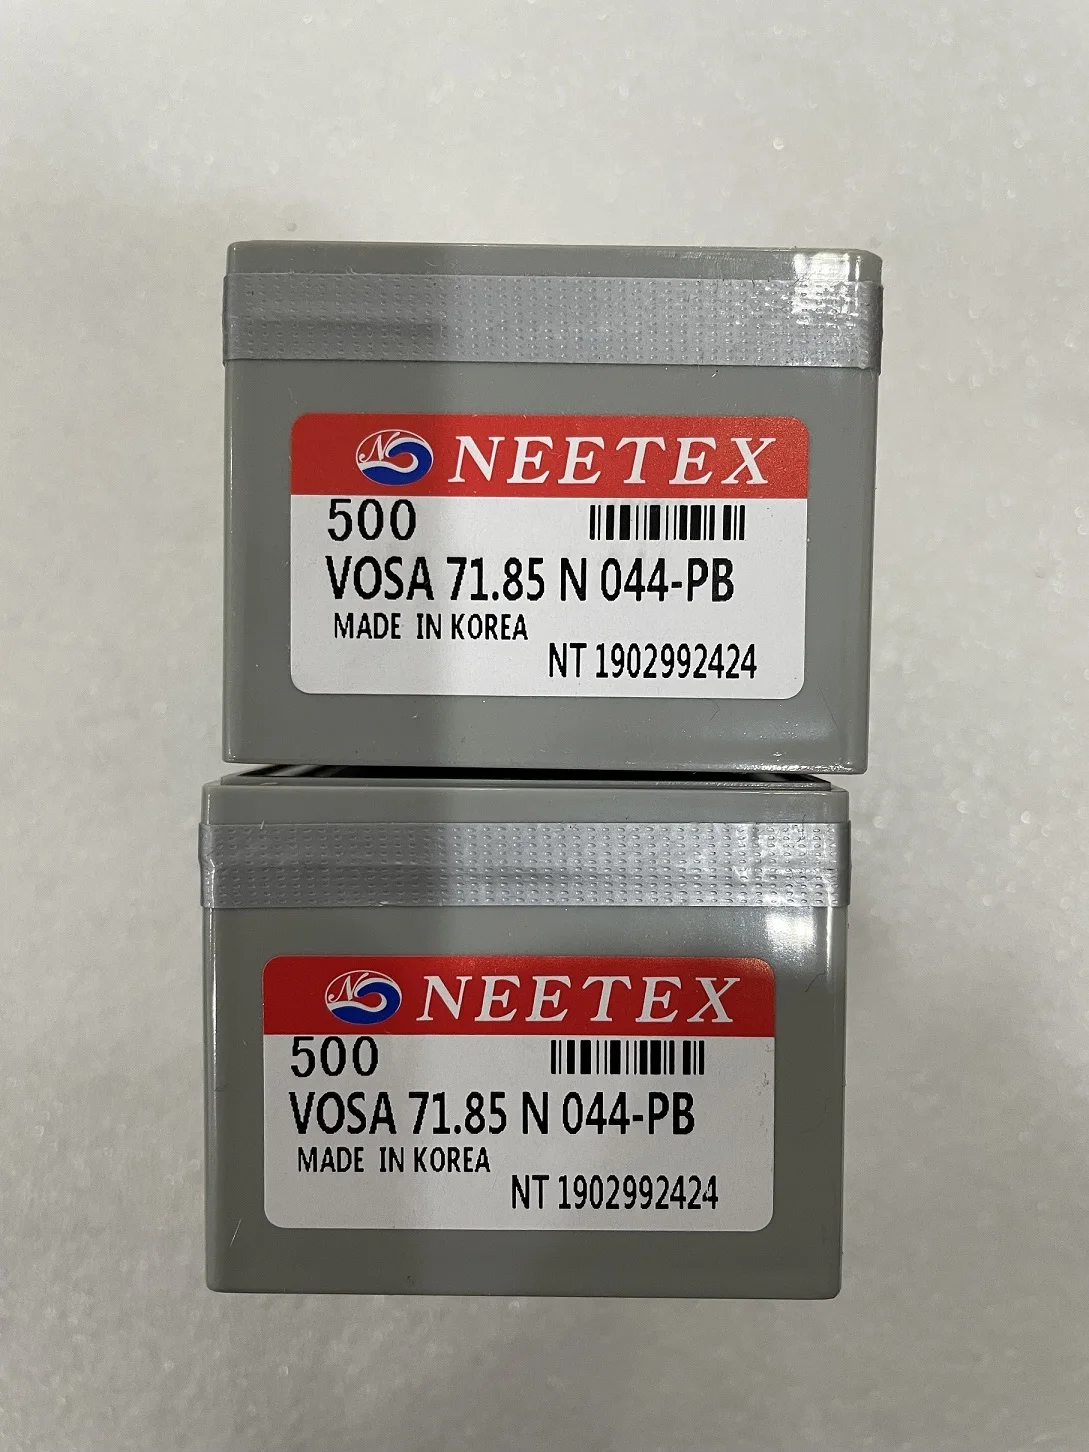 N NEETEX
500
VOSA 71.85 N 044-PB
MADE IN KOREA
NT 1902992424
N NEETEX
500
VOSA 71.85 N 044-PB
MADE IN KOREA
NT 1902992424